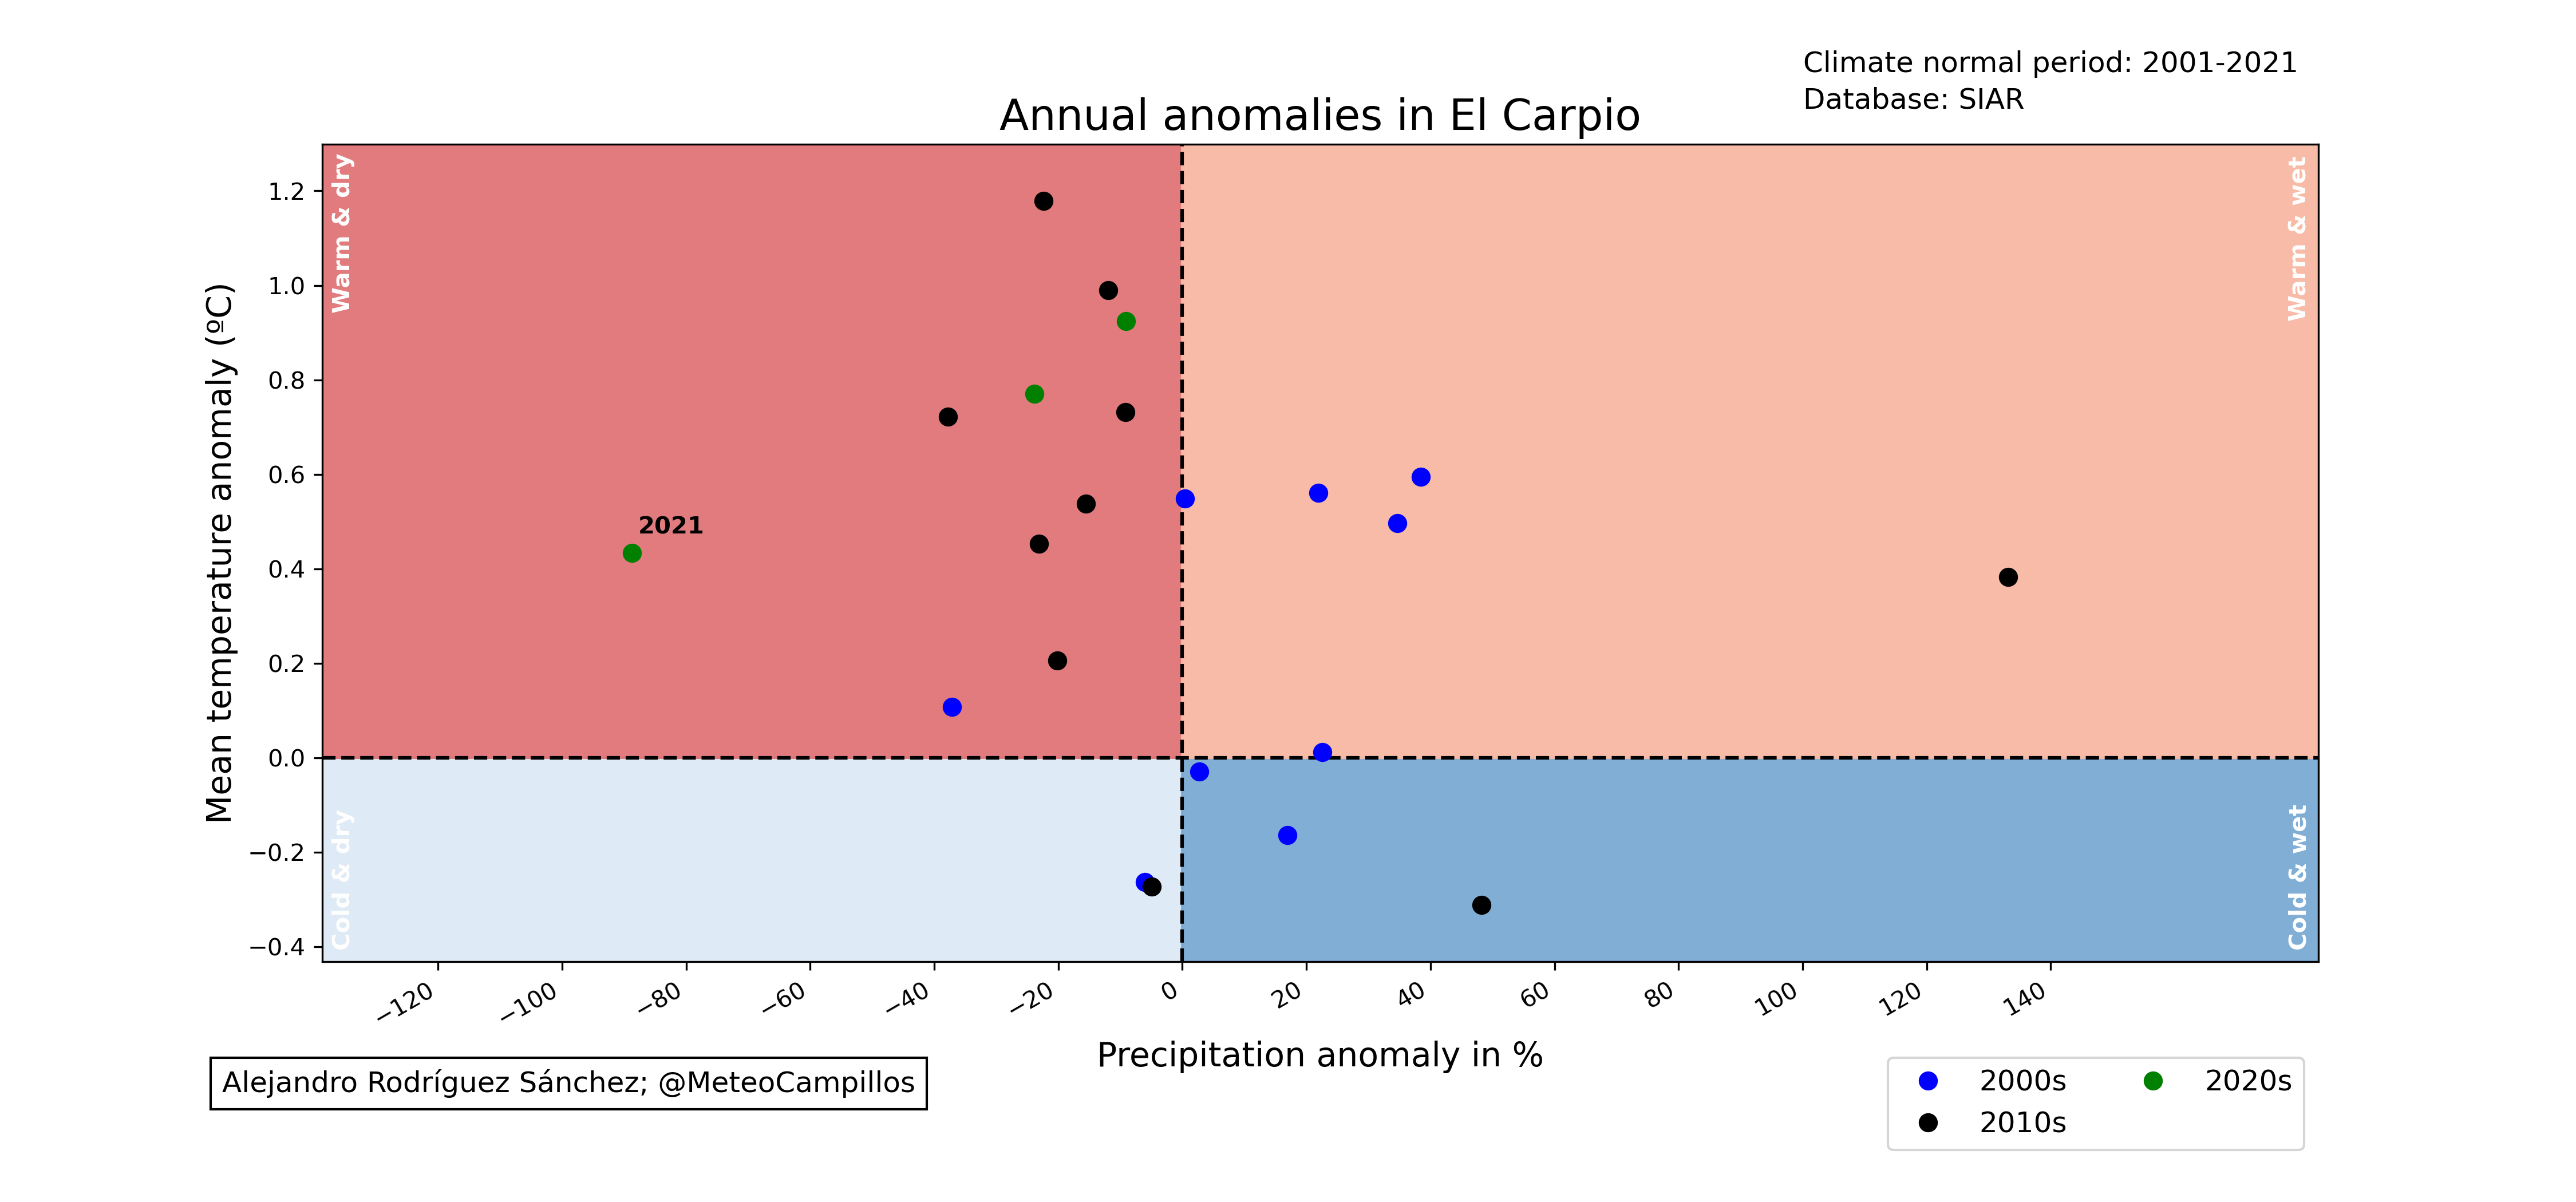 Climate normal period: 2001-2021
Database: SIAR
Annual anomalies in El Carpio
Warm & dry
Warm & wet
1.2
1.0
0.8
0.6
0.4
0.2
0.0
−0.2
−0.4
Mean temperature anomaly (ºC)
2021
Cold & dry
Cold & wet
−120
−100
−80
−60
−40
−20
0
20
40
60
80
100
120
140
Precipitation anomaly in %
Alejandro Rodríguez Sánchez; @MeteoCampillos
2000s
2010s
2020s